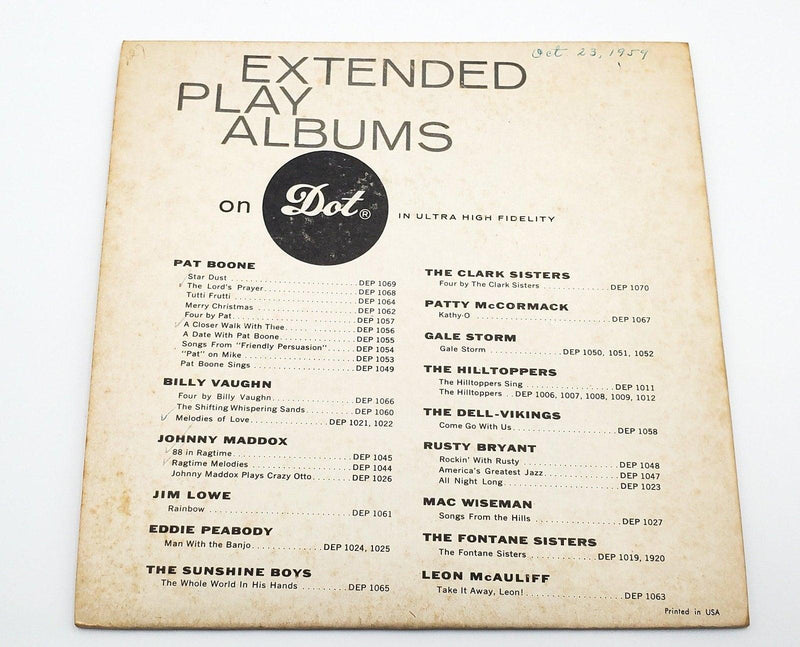 Oct 23, 1959
EXTENDED
PLAY
ALBUMS
on Dot® IN ULTRA HIGH FIDELITY
PAT BOONE
Star Dust ........ DEP 1069
The Lord's Prayer ........ DEP 1068
Tutti Frutti ........ DEP 1064
Merry Christmas ........ DEP 1062
Four by Pat ........ DEP 1057
A Closer Walk With Thee ........ DEP 1056
A Date With Pat Boone ........ DEP 1055
Songs From "Friendly Persuasion" ..... DEP 1054
"Pat" on Mike ........ DEP 1053
Pat Boone Sings ........ DEP 1049
BILLY VAUGHN
Four by Billy Vaughn ........ DEP 1066
The Shifting Whispering Sands ........ DEP 1060
Melodies of Love ........ DEP 1021, 1022
JOHNNY MADDOX
88 in Ragtime ........ DEP 1045
Ragtime Melodies ........ DEP 1044
Johnny Maddox Plays Crazy Otto ........ DEP 1026
JIM LOWE
Rainbow ........ DEP 1061
EDDIE PEABODY
Man With the Banjo ........ DEP 1024, 1025
THE SUNSHINE BOYS
The Whole World In His Hands ........ DEP 1065
THE CLARK SISTERS
Four by The Clark Sisters ........ DEP 1070
PATTY McCORMACK
Kathy-O ........ DEP 1067
GALE STORM
Gale Storm ........ DEP 1050, 1051, 1052
THE HILLTOPPERS
The Hilltoppers Sing ........ DEP 1011
The Hilltoppers .. DEP 1006, 1007, 1008, 1009, 1012
THE DELL-VIKINGS
Come Go With Us ........ DEP 1058
RUSTY BRYANT
Rockin' With Rusty ........ DEP 1048
America's Greatest Jazz ........ DEP 1047
All Night Long ........ DEP 1023
MAC WISEMAN
Songs From the Hills ........ DEP 1027
THE FONTANE SISTERS
The Fontane Sisters ........ DEP 1019, 1920
LEON McAULIFF
Take It Away, Leon! ........ DEP 1063
Printed in USA